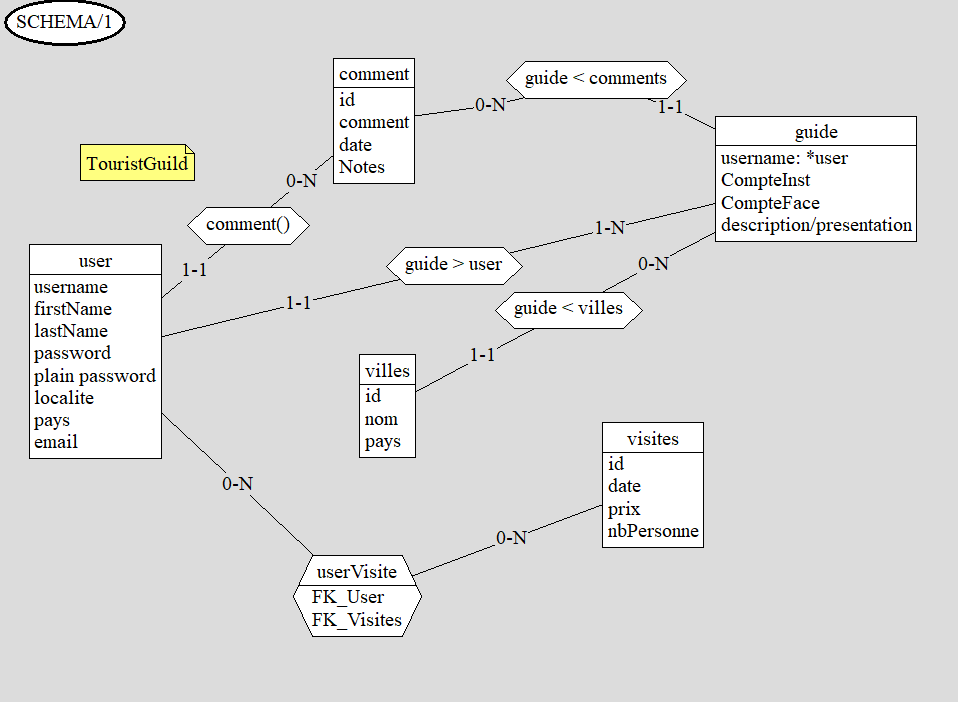 SCHEMA/1
TouristGuild
comment
id
comment
date
Notes
0-N
guide < comments
1-1
guide
username: *user
CompteInst
CompteFace
description/presentation
0-N
comment()
1-1
user
username
firstName
lastName
password
plain password
localite
pays
email
1-N
guide > user
1-1
0-N
guide < villes
1-1
villes
id
nom
pays
visites
id
date
prix
nbPersonne
0-N
0-N
userVisite
FK_User
FK_Visites